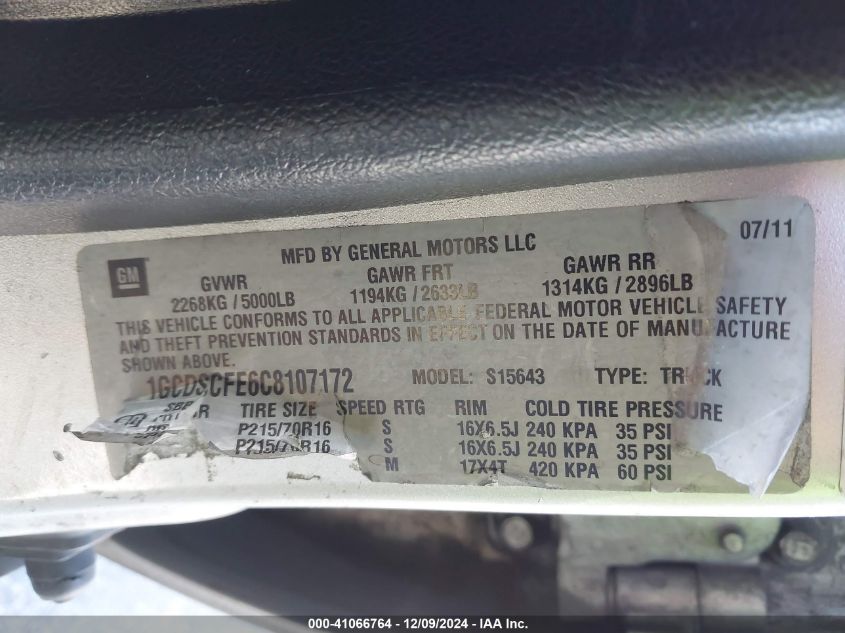 07/11
GM
MFD BY GENERAL MOTORS LLC
GVWR GAWR FRT GAWR RR
2268KG / 5000LB 1194KG / 2633LB 1314KG / 2896LB
THIS VEHICLE CONFORMS TO ALL APPLICABLE FEDERAL MOTOR VEHICLE SAFETY
AND THEFT PREVENTION STANDARDS IN EFFECT ON THE DATE OF MANUFACTURE
SHOWN ABOVE.
1GCDSCFE6C8107172 MODEL: S15643 TYPE: TRUCK
TIRE SIZE SPEED RTG RIM COLD TIRE PRESSURE
P215/70R16 S 16X6.5J 240 KPA 35 PSI
P215/70R16 S 16X6.5J 240 KPA 35 PSI
M 17X4T 420 KPA 60 PSI
000-41066764 - 12/09/2024 - IAA Inc.